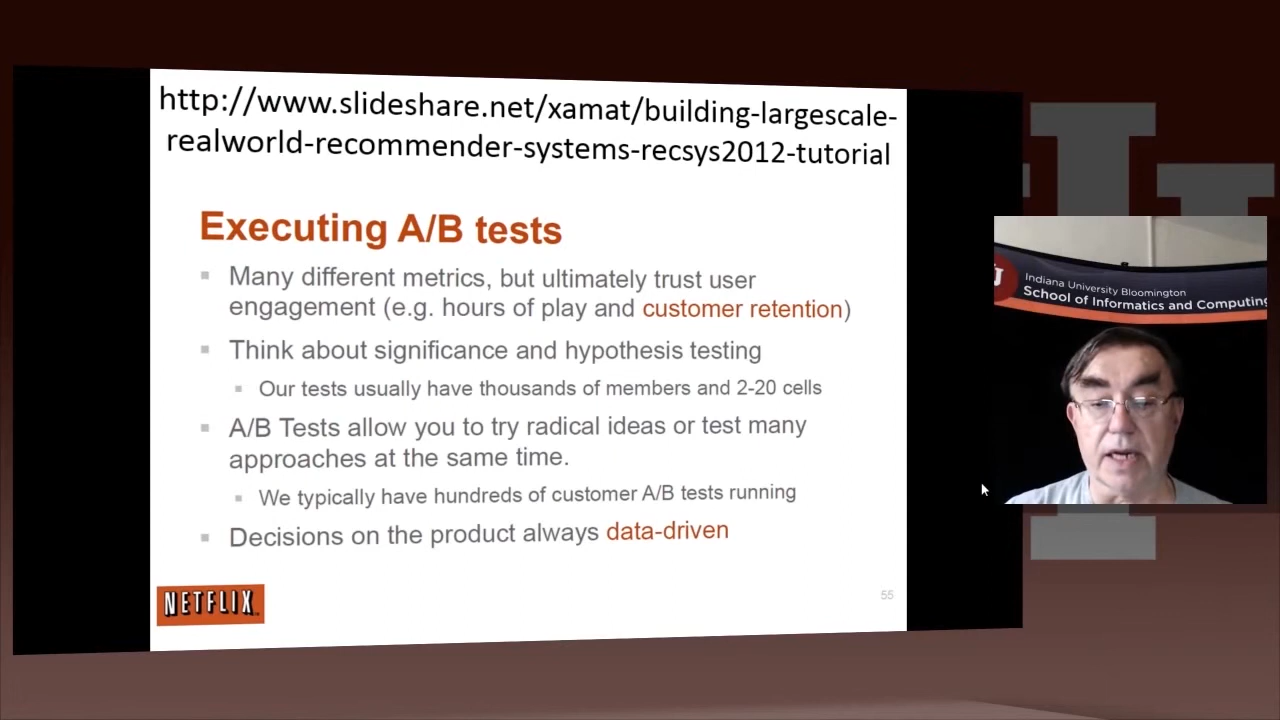 http://www.slideshare.net/xamat/building-largescale-
realworld-recommender-systems-recsys2012-tutorial
Executing A/B tests
Many different metrics, but ultimately trust user
engagement (e.g. hours of play and customer retention)
Think about significance and hypothesis testing
Our tests usually have thousands of members and 2-20 cells
A/B Tests allow you to try radical ideas or test many
approaches at the same time.
We typically have hundreds of customer A/B tests running
Decisions on the product always data-driven
NETFLIX
55
Indiana University Bloomington
School of Informatics and Computing